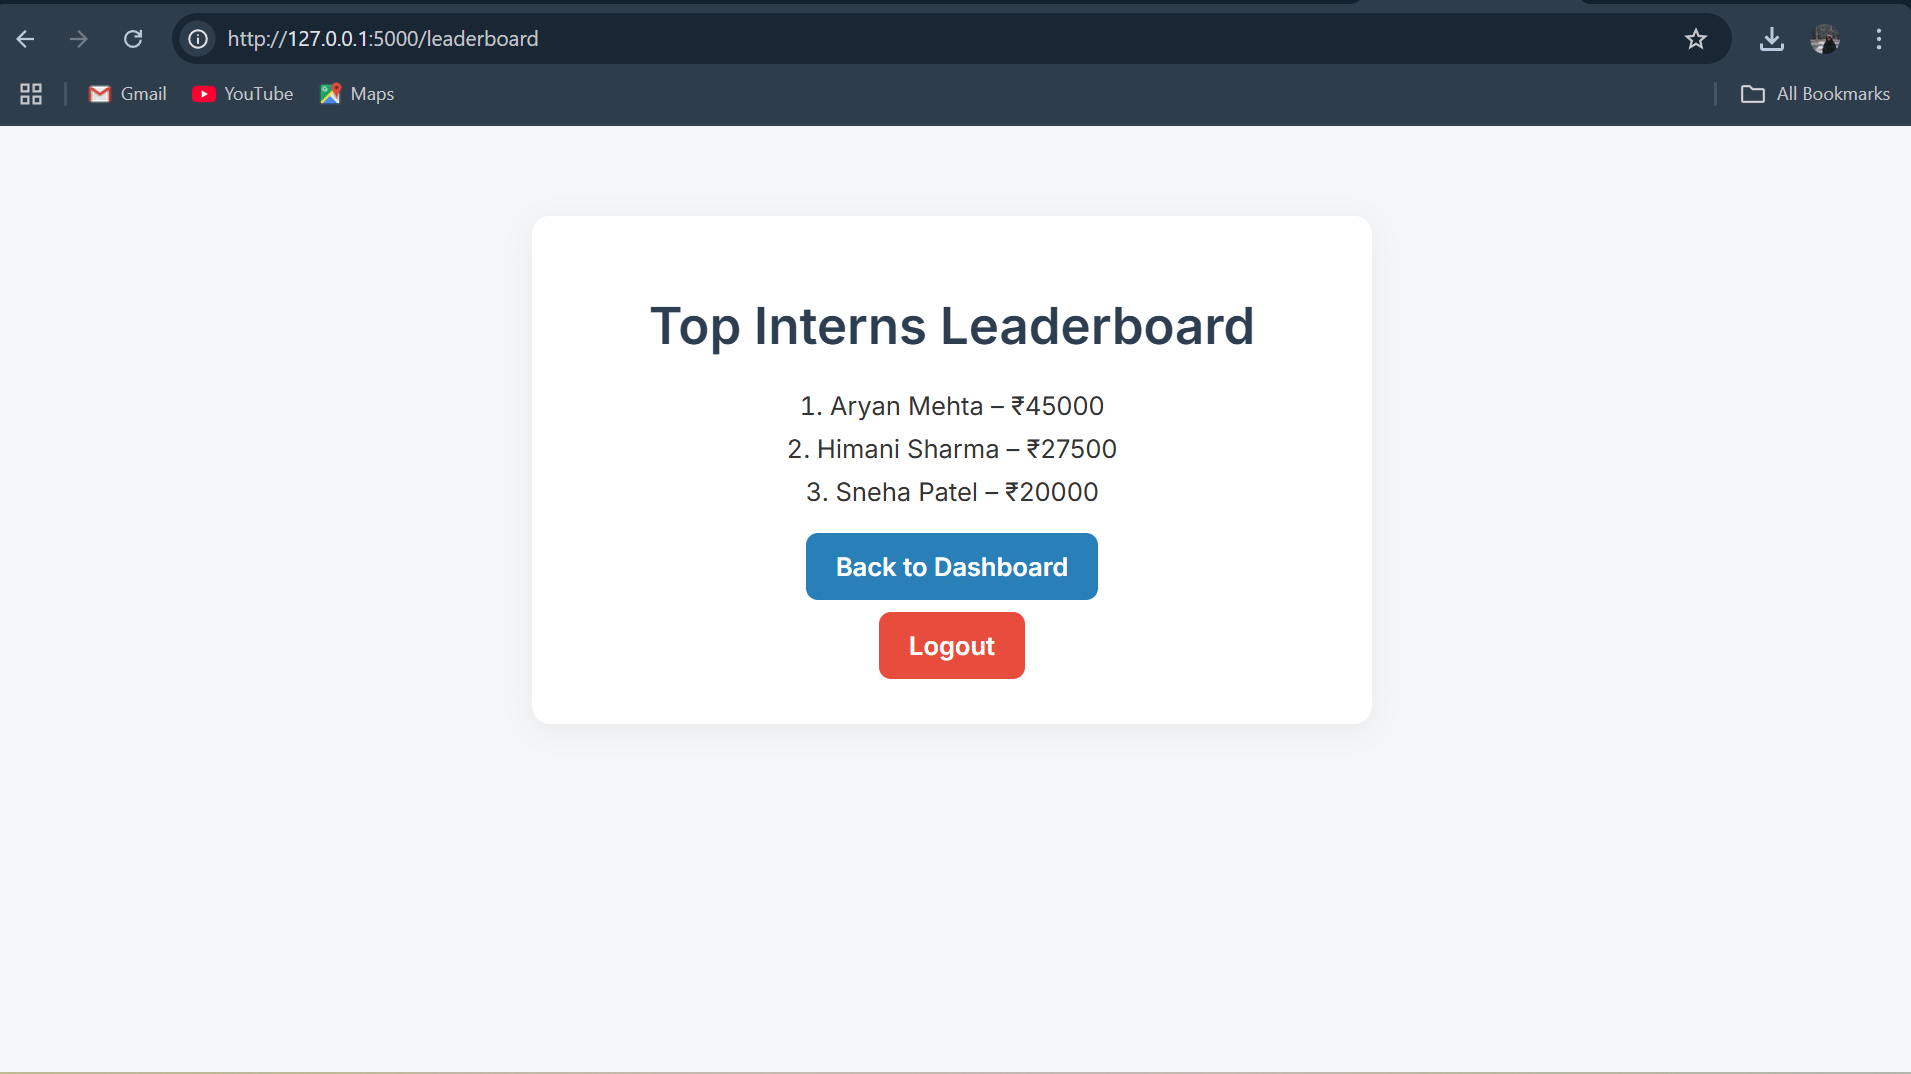 http://127.0.0.1:5000/leaderboard
Gmail YouTube Maps All Bookmarks
Top Interns Leaderboard
1. Aryan Mehta – ₹45000
2. Himani Sharma – ₹27500
3. Sneha Patel – ₹20000
Back to Dashboard
Logout